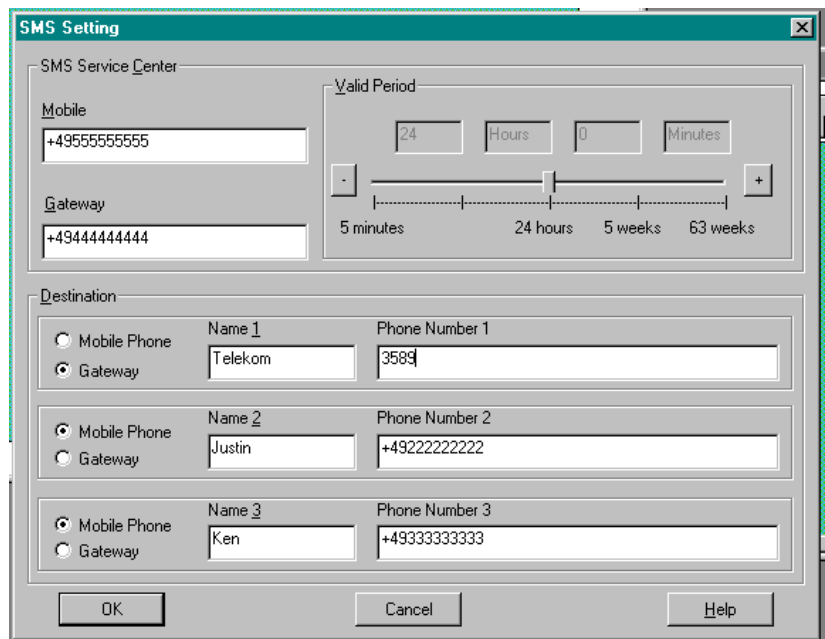 SMS Setting
SMS Service Center
Mobile
+49555555555
Gateway
+49444444444
Valid Period
24 Hours 0 Minutes
- +
5 minutes 24 hours 5 weeks 63 weeks
Destination
Mobile Phone
Gateway
Name 1
Telekom
Phone Number 1
3589
Mobile Phone
Gateway
Name 2
Justin
Phone Number 2
+49222222222
Mobile Phone
Gateway
Name 3
Ken
Phone Number 3
+49333333333
OK Cancel Help